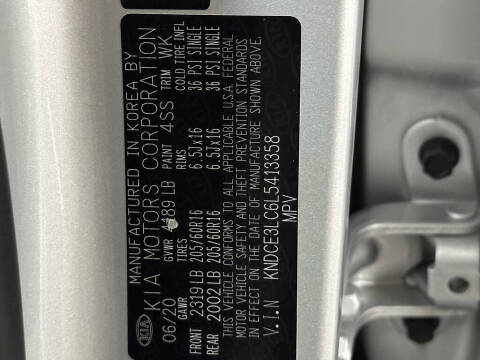 MANUFACTURED IN KOREA BY
KIA MOTORS CORPORATION
06/20 GVWR 4189 LB PAINT 4SS TRIM WK
GAWR TIRES RIMS COLD TIRE INFL
FRONT 2319 LB 205/60R16 6.5Jx16 36 PSI SINGLE
REAR 2002 LB 205/60R16 6.5Jx16 36 PSI SINGLE
THIS VEHICLE CONFORMS TO ALL APPLICABLE U.S.A. FEDERAL
MOTOR VEHICLE SAFETY AND THEFT PREVENTION STANDARDS
IN EFFECT ON THE DATE OF MANUFACTURE SHOWN ABOVE.
V.I.N KNDCE3LC6L5413358
MPV
KIA